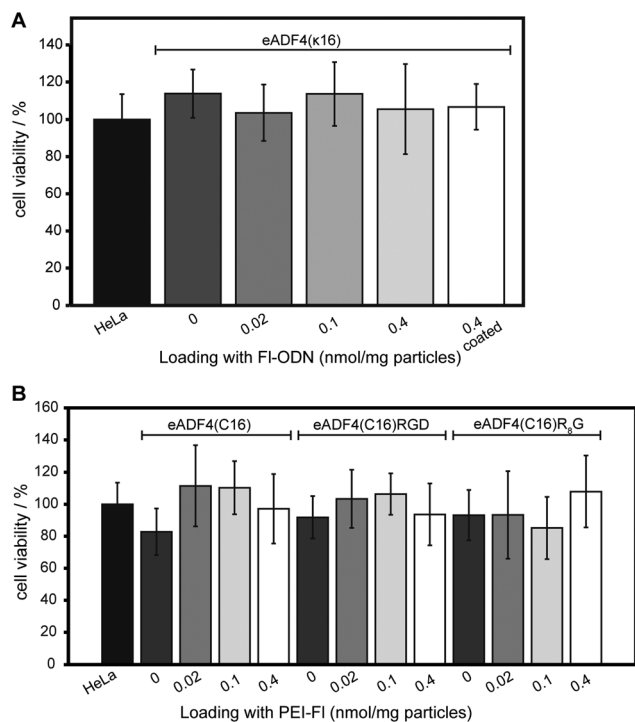 A
eADF4(κ16)
140
120
100
80
60
40
20
0
cell viability / %
HeLa
0
0.02
0.1
0.4
0.4
coated
Loading with Fl-ODN (nmol/mg particles)
B
160
140
120
100
80
60
40
20
0
cell viability / %
eADF4(C16)
eADF4(C16)RGD
eADF4(C16)R₈G
HeLa
0
0.02
0.1
0.4
0
0.02
0.1
0.4
0
0.02
0.1
0.4
Loading with PEI-Fl (nmol/mg particles)